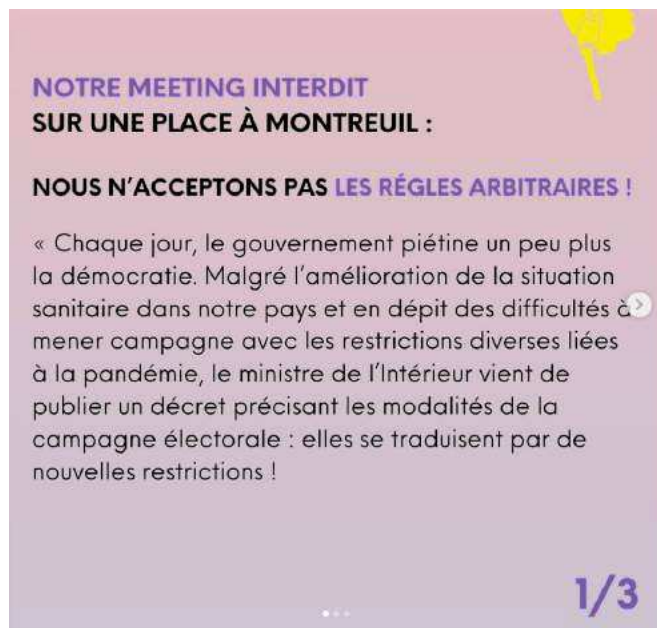 NOTRE MEETING INTERDIT
SUR UNE PLACE À MONTREUIL :
NOUS N'ACCEPTONS PAS LES RÉGLES ARBITRAIRES !
« Chaque jour, le gouvernement piétine un peu plus
la démocratie. Malgré l'amélioration de la situation
sanitaire dans notre pays et en dépit des difficultés à
mener campagne avec les restrictions diverses liées
à la pandémie, le ministre de l'Intérieur vient de
publier un décret précisant les modalités de la
campagne électorale : elles se traduisent par de
nouvelles restrictions !
1/3